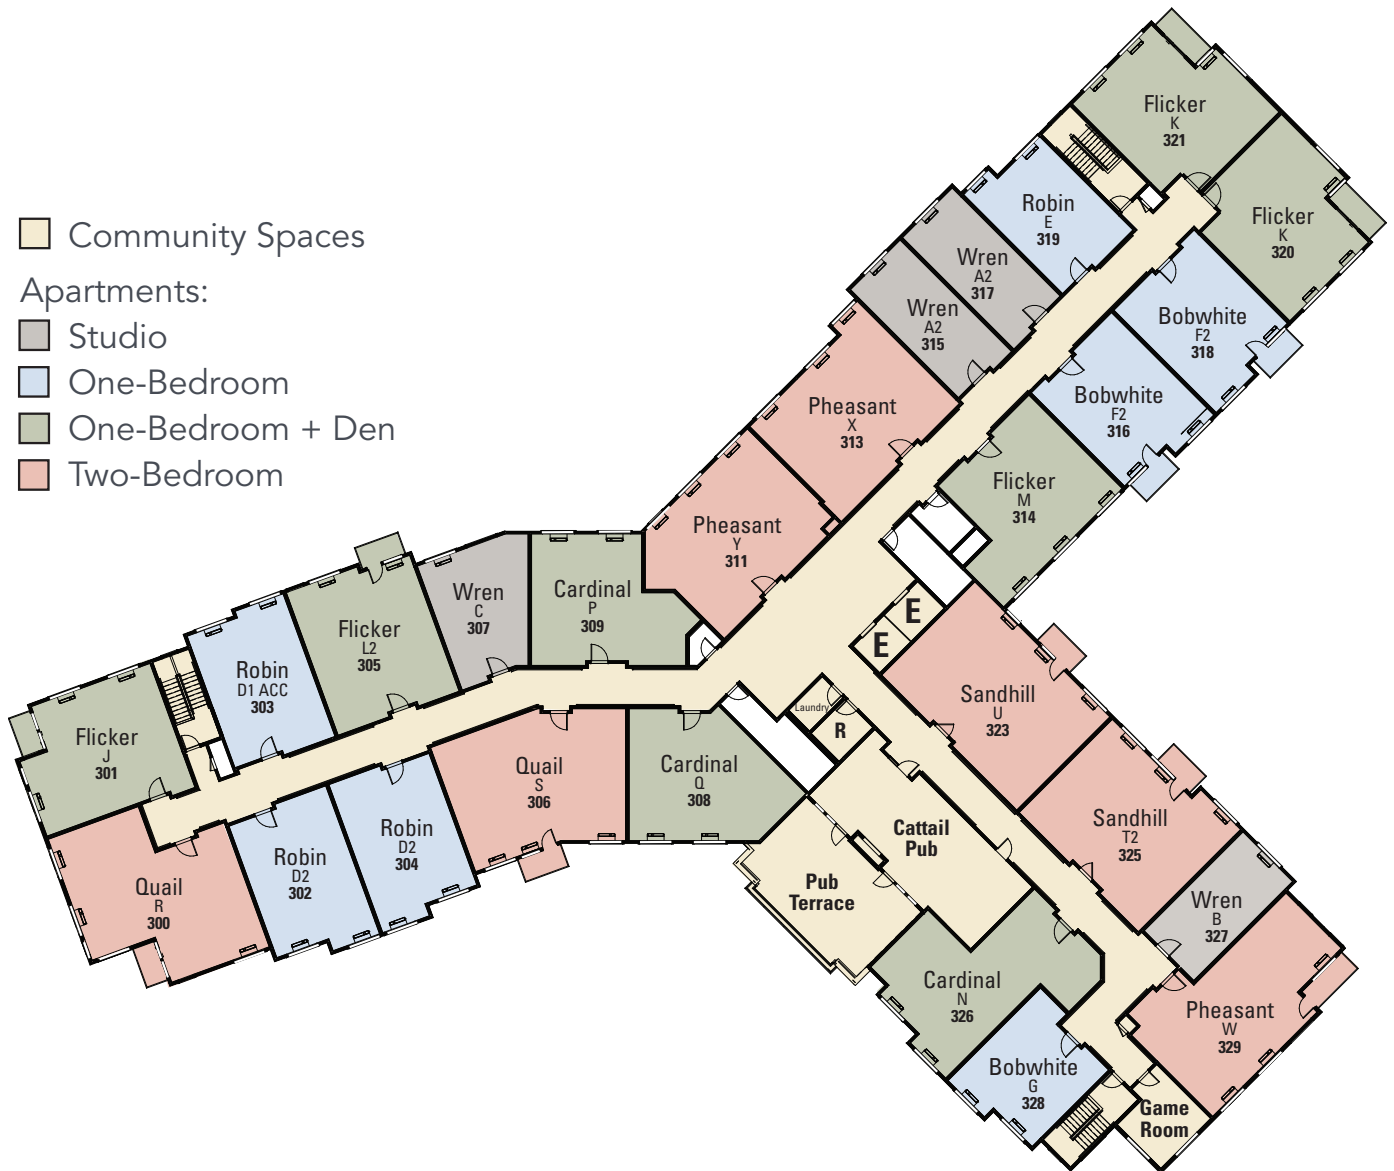 Community Spaces
Apartments:
Studio
One-Bedroom
One-Bedroom + Den
Two-Bedroom
Flicker
K
321
Flicker
K
320
Robin
E
319
Wren
A2
317
Wren
A2
315
Bobwhite
F2
318
Bobwhite
F2
316
Pheasant
X
313
Flicker
M
314
Pheasant
Y
311
Cardinal
P
309
Wren
C
307
Flicker
L2
305
Robin
D1 ACC
303
Flicker
J
301
Quail
R
300
Robin
D2
302
Robin
D2
304
Quail
S
306
Cardinal
Q
308
E
E
Laundry
R
Sandhill
U
323
Sandhill
T2
325
Cattail
Pub
Pub
Terrace
Wren
B
327
Cardinal
N
326
Pheasant
W
329
Bobwhite
G
328
Game
Room